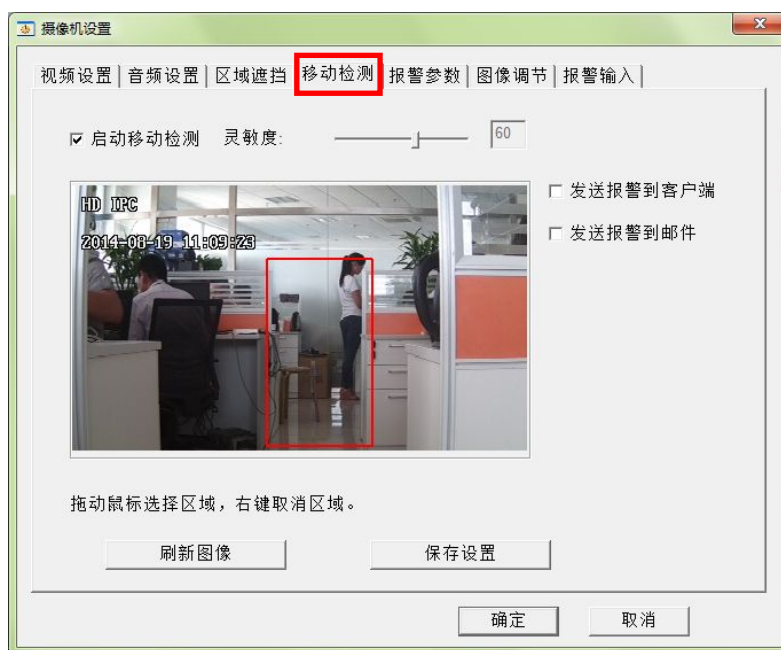 摄像机设置
视频设置 音频设置 区域遮挡 移动检测 报警参数 图像调节 报警输入
启动移动检测 灵敏度: 60
HD IPC
2014-08-19 11:09:23
发送报警到客户端
发送报警到邮件
拖动鼠标选择区域，右键取消区域。
刷新图像 保存设置
确定 取消